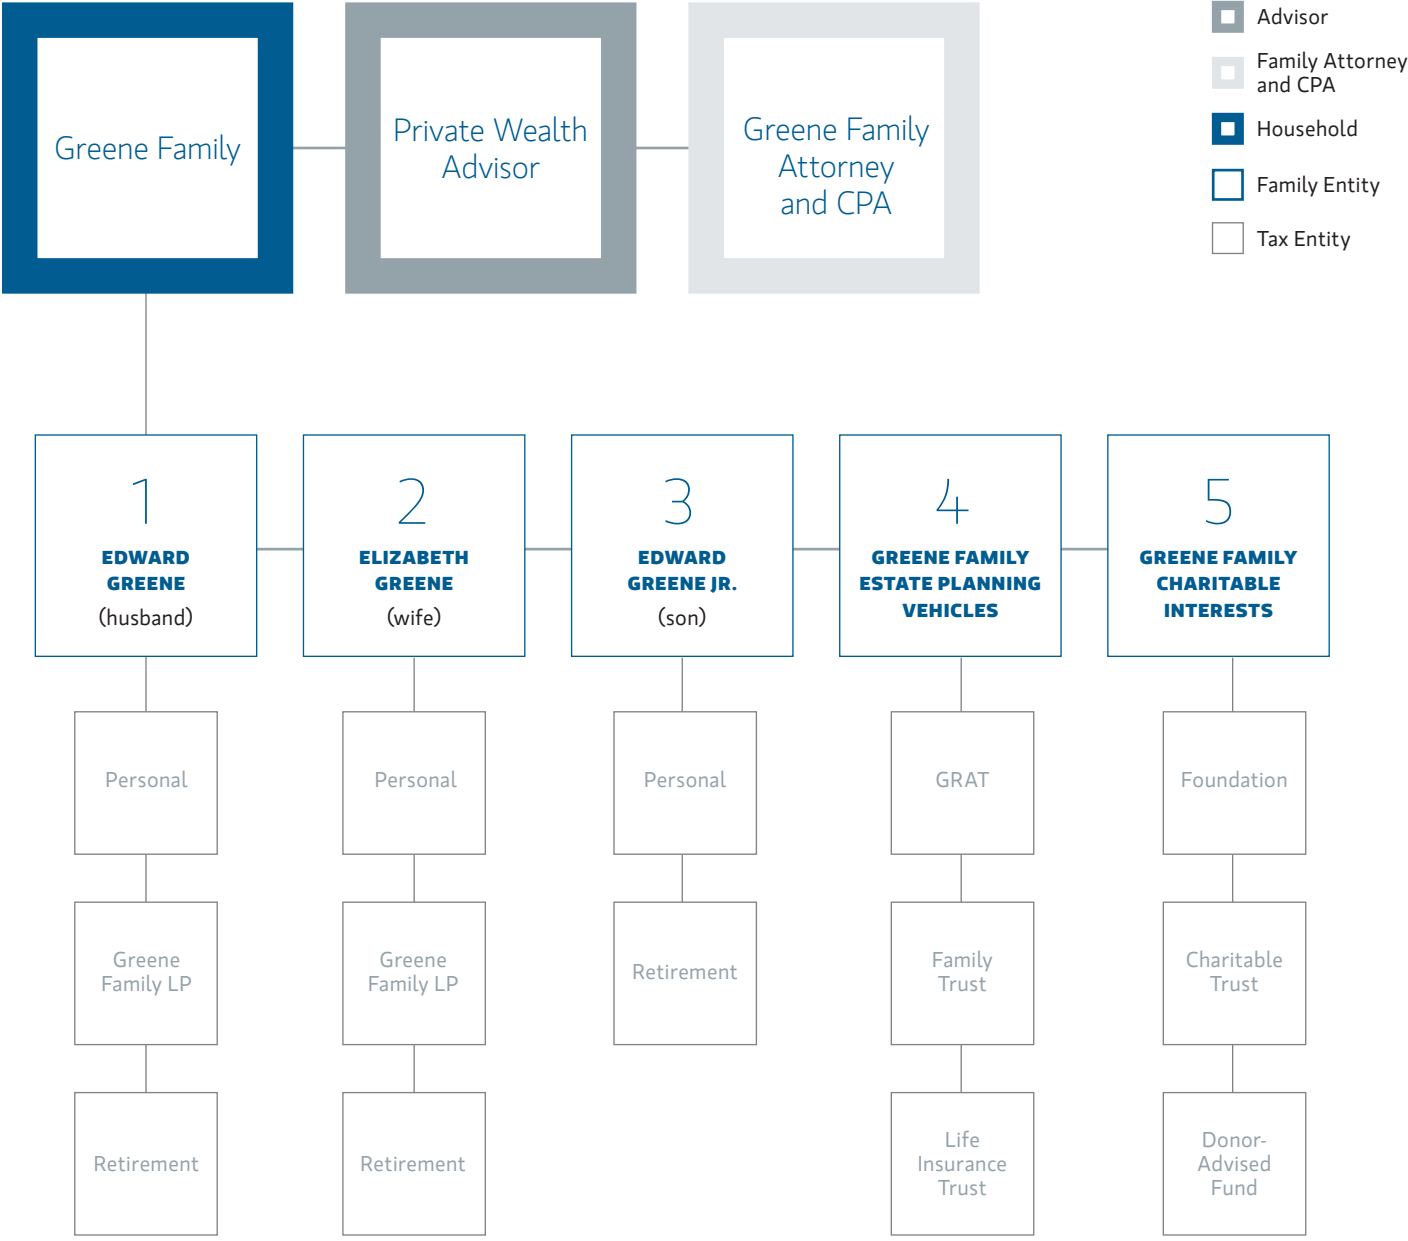 Greene Family
Private Wealth
Advisor
Greene Family
Attorney
and CPA
Advisor
Family Attorney
and CPA
Household
Family Entity
Tax Entity
1
EDWARD
GREENE
(husband)
2
ELIZABETH
GREENE
(wife)
3
EDWARD
GREENE JR.
(son)
4
GREENE FAMILY
ESTATE PLANNING
VEHICLES
5
GREENE FAMILY
CHARITABLE
INTERESTS
Personal
Greene
Family LP
Retirement
Personal
Greene
Family LP
Retirement
Personal
Retirement
GRAT
Family
Trust
Life
Insurance
Trust
Foundation
Charitable
Trust
Donor-
Advised
Fund